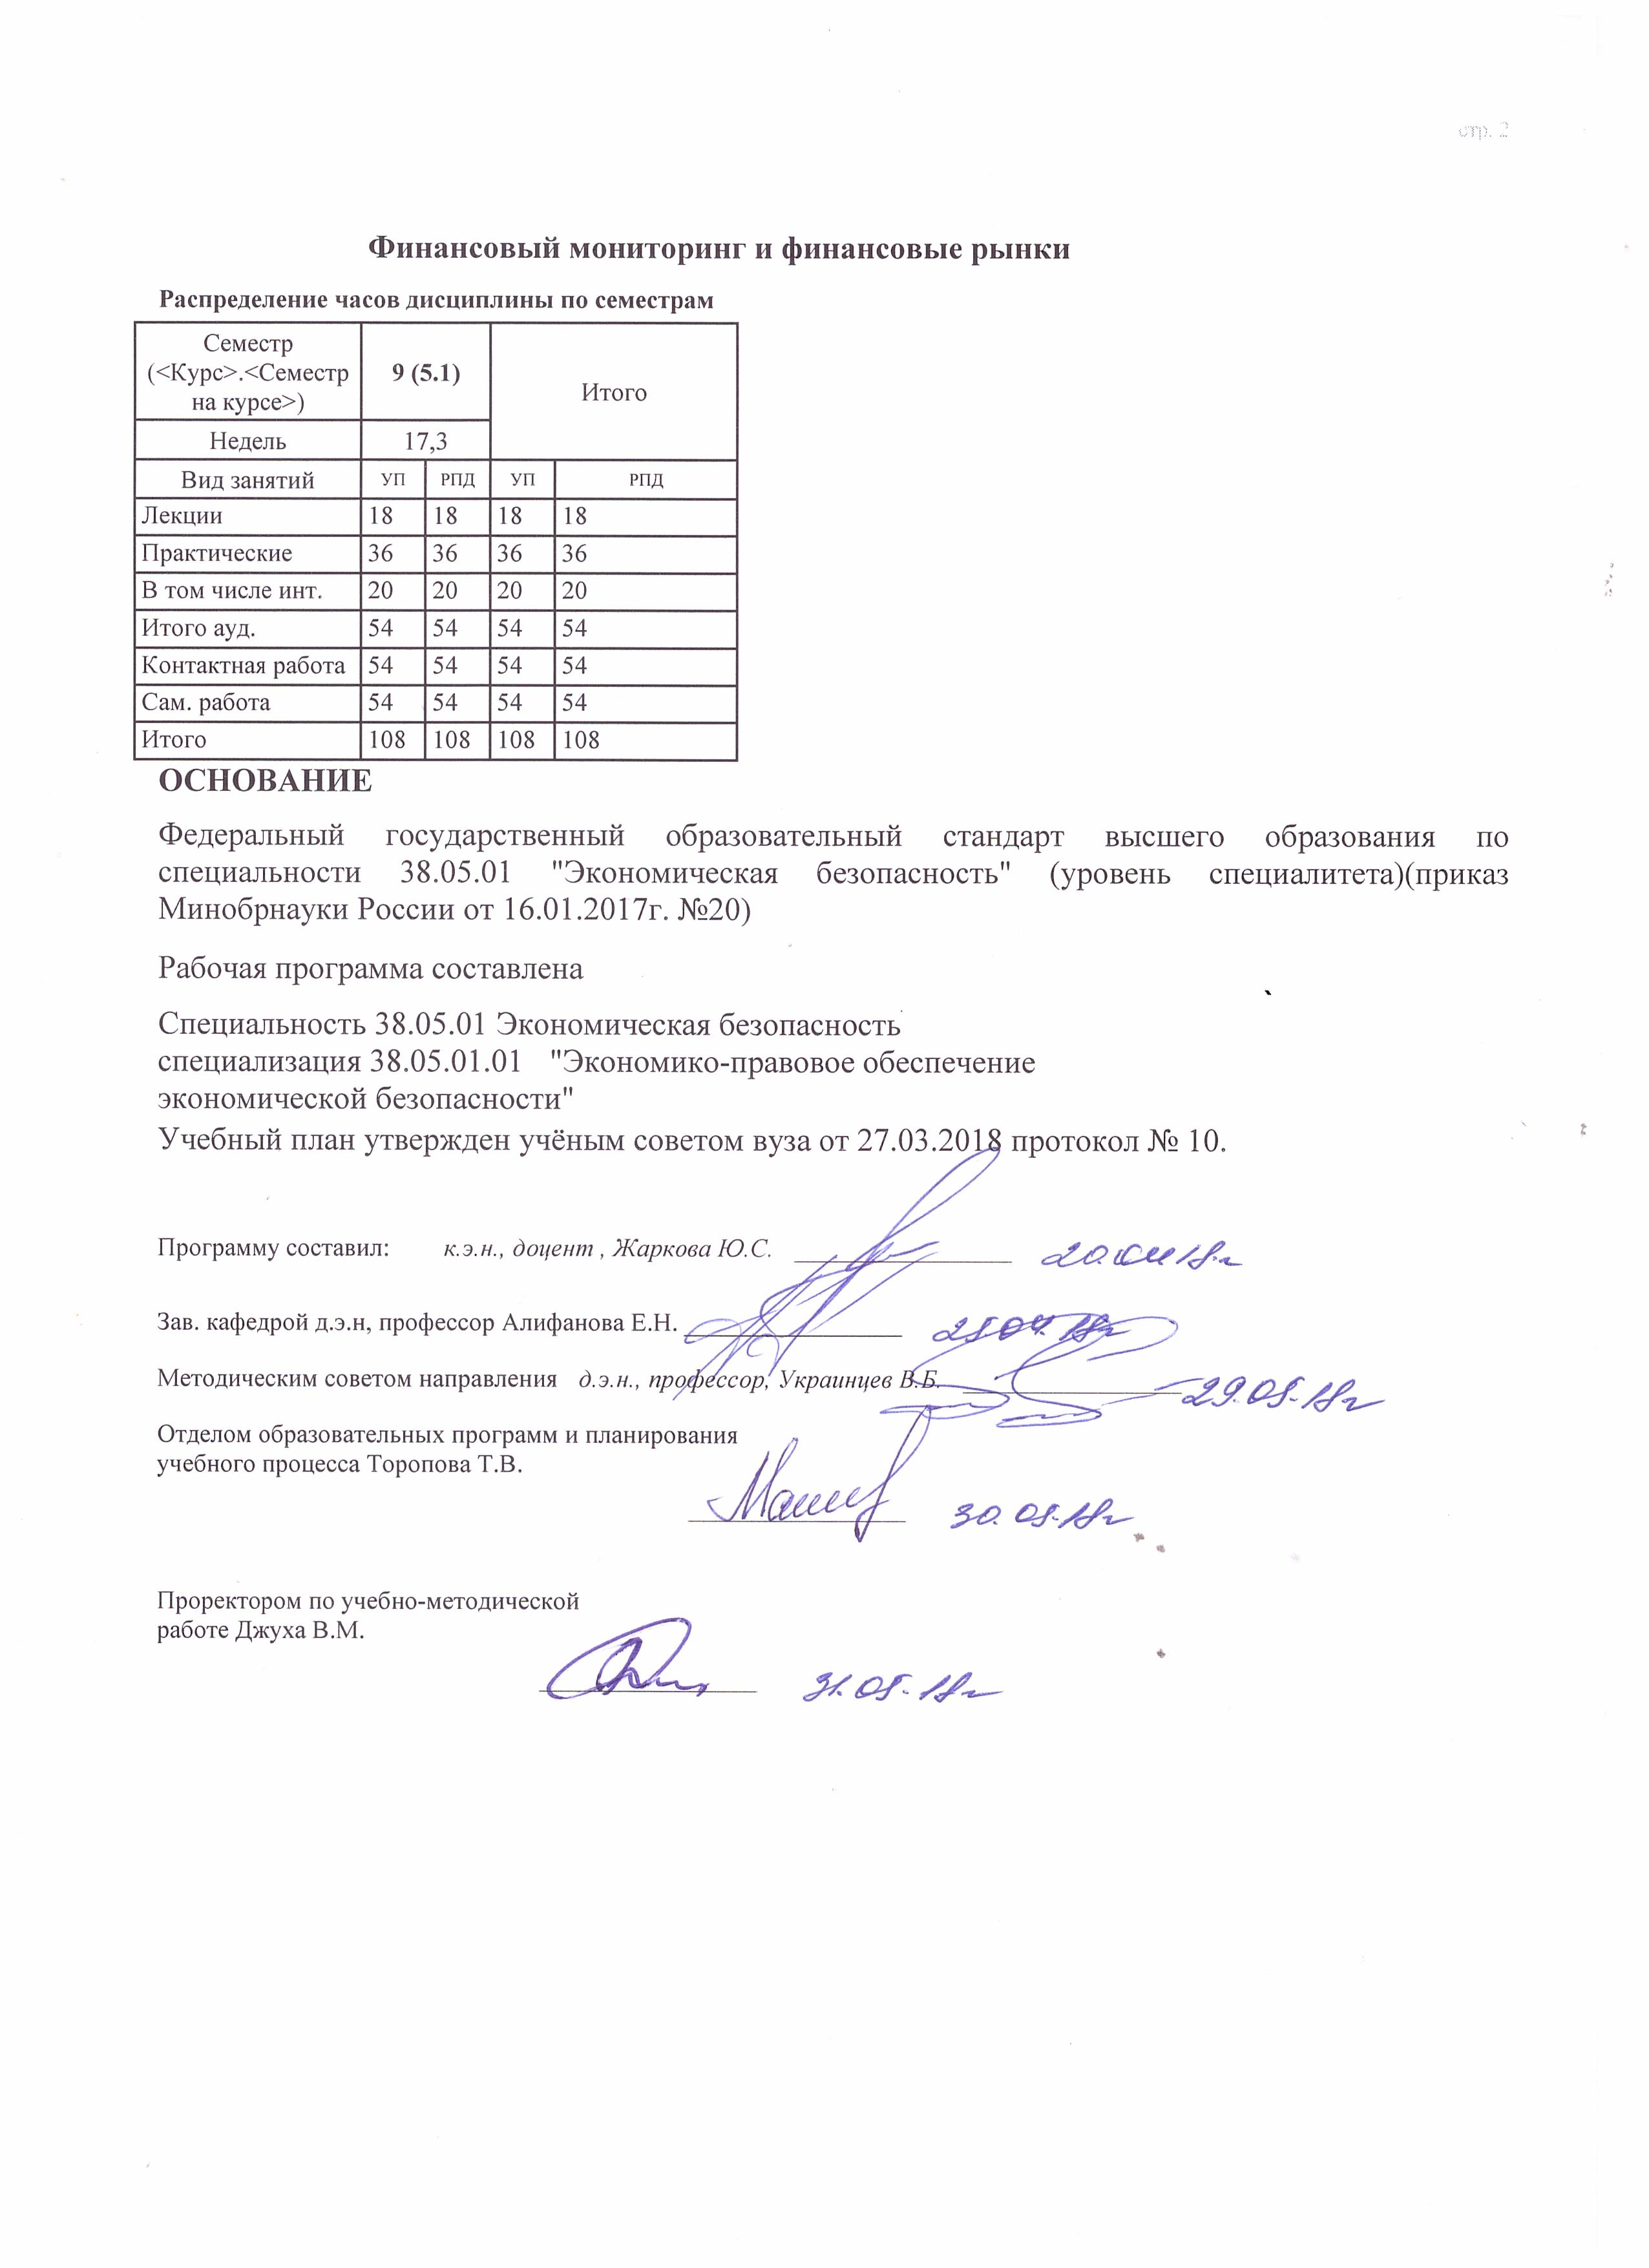 стр. 2
Финансовый мониторинг и финансовые рынки
Распределение часов дисциплины по семестрам
Семестр
(<Курс>.<Семестр
на курсе>)
9 (5.1)
Итого
Недель 17,3
Вид занятий УП РПД УП РПД
Лекции 18 18 18 18
Практические 36 36 36 36
В том числе инт. 20 20 20 20
Итого ауд. 54 54 54 54
Контактная работа 54 54 54 54
Сам. работа 54 54 54 54
Итого 108 108 108 108
ОСНОВАНИЕ
Федеральный государственный образовательный стандарт высшего образования по
специальности 38.05.01 "Экономическая безопасность" (уровень специалитета)(приказ
Минобрнауки России от 16.01.2017г. №20)
Рабочая программа составлена
Специальность 38.05.01 Экономическая безопасность
специализация 38.05.01.01 "Экономико-правовое обеспечение
экономической безопасности"
Учебный план утвержден учёным советом вуза от 27.03.2018 протокол № 10.
Программу составил: к.э.н., доцент , Жаркова Ю.С.
Зав. кафедрой д.э.н, профессор Алифанова Е.Н.
Методическим советом направления д.э.н., профессор, Украинцев В.Б. 29.05.18г
Отделом образовательных программ и планирования
учебного процесса Торопова Т.В.
30.05.18г
Проректором по учебно-методической
работе Джуха В.М.
31.05.18г